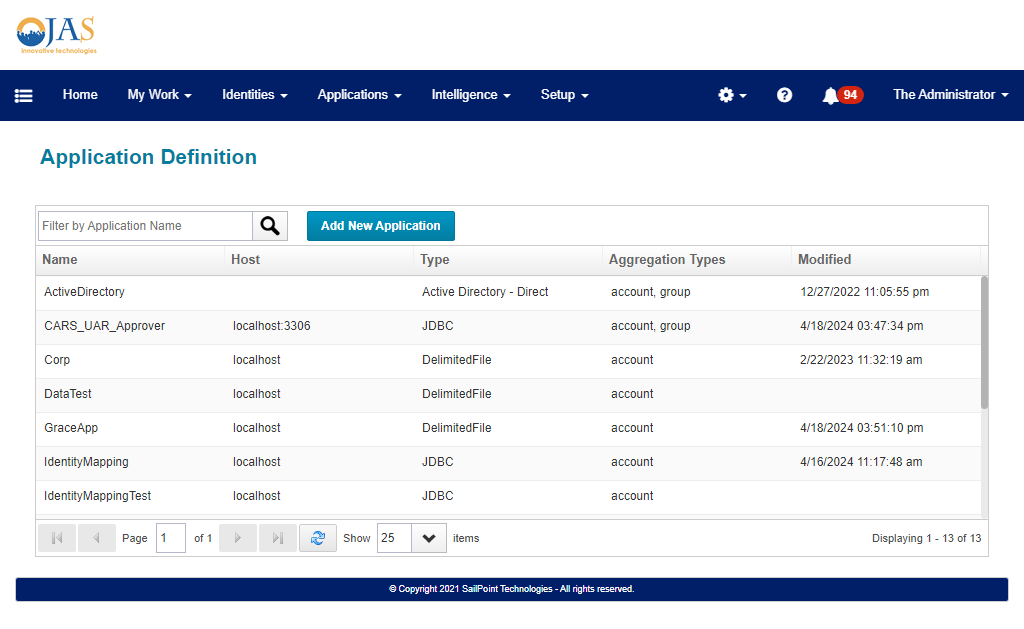 OJAS
innovative technologies
Home My Work Identities Applications Intelligence Setup 94 The Administrator
Application Definition
Filter by Application Name Add New Application
Name Host Type Aggregation Types Modified
ActiveDirectory Active Directory - Direct account, group 12/27/2022 11:05:55 pm
CARS_UAR_Approver localhost:3306 JDBC account, group 4/18/2024 03:47:34 pm
Corp localhost DelimitedFile account 2/22/2023 11:32:19 am
DataTest localhost DelimitedFile account
GraceApp localhost DelimitedFile account 4/18/2024 03:51:10 pm
IdentityMapping localhost JDBC account 4/16/2024 11:17:48 am
IdentityMappingTest localhost JDBC account
Page 1 of 1 Show 25 items Displaying 1 - 13 of 13
© Copyright 2021 SailPoint Technologies - All rights reserved.